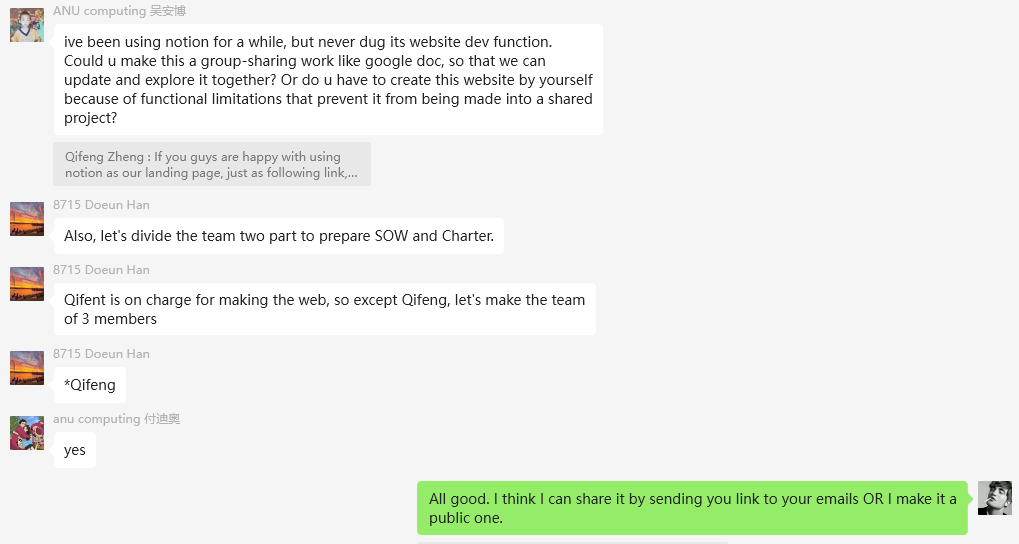 ANU computing 吴安博
ive been using notion for a while, but never dug its website dev function.
Could u make this a group-sharing work like google doc, so that we can
update and explore it together? Or do u have to create this website by yourself
because of functional limitations that prevent it from being made into a shared
project?
Qifeng Zheng : If you guys are happy with using
notion as our landing page, just as following link,...
8715 Doeun Han
Also, let's divide the team two part to prepare SOW and Charter.
8715 Doeun Han
Qifent is on charge for making the web, so except Qifeng, let's make the team
of 3 members
8715 Doeun Han
*Qifeng
anu computing 付迪奥
yes
All good. I think I can share it by sending you link to your emails OR I make it a
public one.